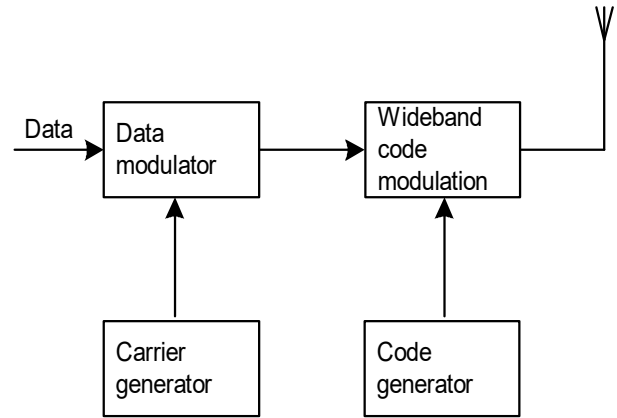 Data
Data
modulator
Wideband
code
modulation
Carrier
generator
Code
generator